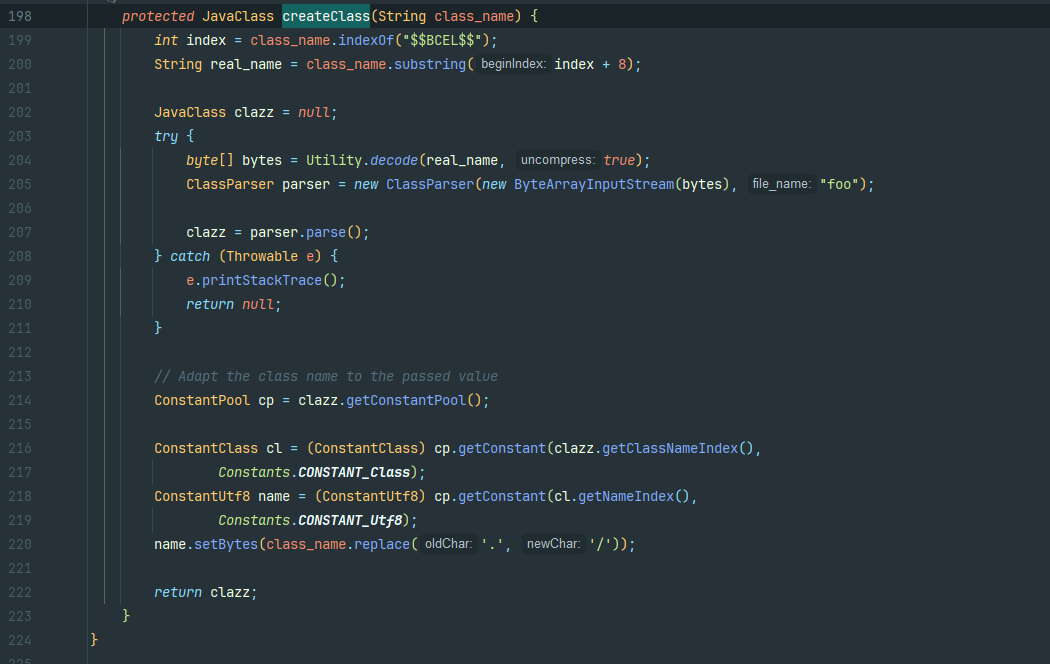 198 protected JavaClass createClass(String class_name) {
199 int index = class_name.indexOf("$$BCEL$$");
200 String real_name = class_name.substring( beginIndex: index + 8);
201
202 JavaClass clazz = null;
203 try {
204 byte[] bytes = Utility.decode(real_name, uncompress: true);
205 ClassParser parser = new ClassParser(new ByteArrayInputStream(bytes), file_name: "foo");
206
207 clazz = parser.parse();
208 } catch (Throwable e) {
209 e.printStackTrace();
210 return null;
211 }
212
213 // Adapt the class name to the passed value
214 ConstantPool cp = clazz.getConstantPool();
215
216 ConstantClass cl = (ConstantClass) cp.getConstant(clazz.getClassNameIndex(),
217 Constants.CONSTANT_Class);
218 ConstantUtf8 name = (ConstantUtf8) cp.getConstant(cl.getNameIndex(),
219 Constants.CONSTANT_Utf8);
220 name.setBytes(class_name.replace( oldChar: '.', newChar: '/'));
221
222 return clazz;
223 }
224 }
225